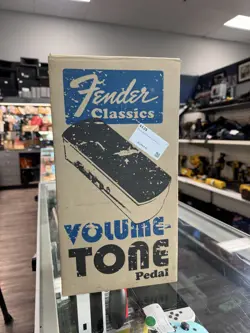 Fender
Classics
VOLUME-
TONE
Pedal